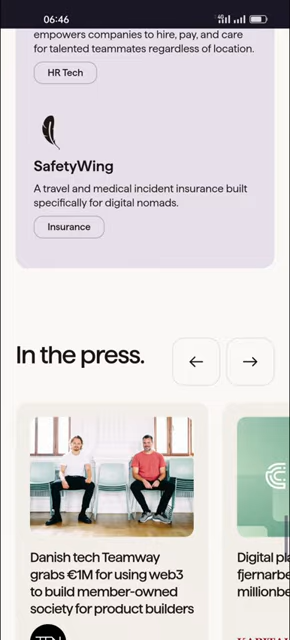 06:46
empowers companies to hire, pay, and care
for talented teammates regardless of location.
HR Tech
SafetyWing
A travel and medical incident insurance built
specifically for digital nomads.
Insurance
In the press.
Danish tech Teamway
grabs €1M for using web3
to build member-owned
society for product builders
Digital
fjernarbe
millionbe